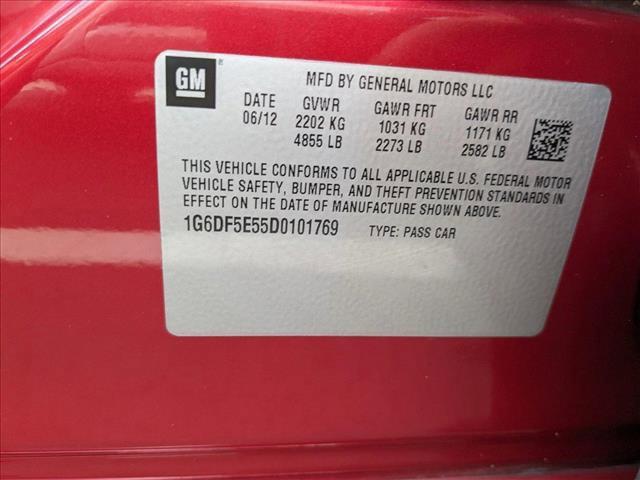 GM
MFD BY GENERAL MOTORS LLC
DATE GVWR GAWR FRT GAWR RR
06/12 2202 KG 1031 KG 1171 KG
4855 LB 2273 LB 2582 LB
THIS VEHICLE CONFORMS TO ALL APPLICABLE U.S. FEDERAL MOTOR
VEHICLE SAFETY, BUMPER, AND THEFT PREVENTION STANDARDS IN
EFFECT ON THE DATE OF MANUFACTURE SHOWN ABOVE.
1G6DF5E55D0101769 TYPE: PASS CAR